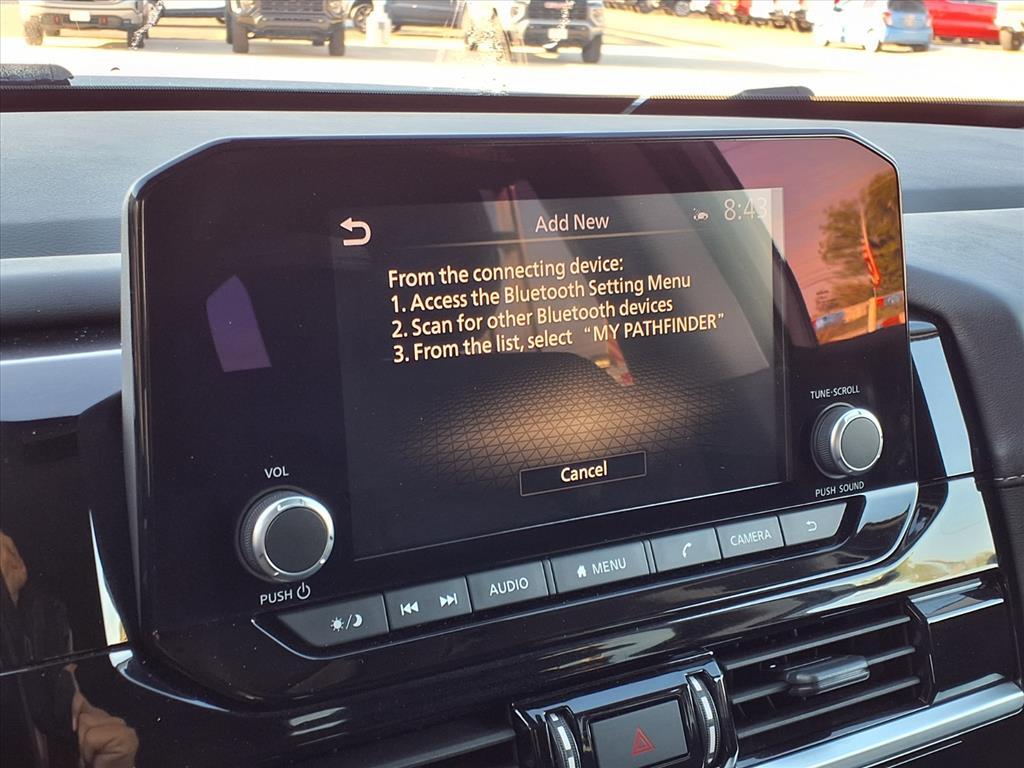 Add New
8:43
From the connecting device:
1. Access the Bluetooth Setting Menu
2. Scan for other Bluetooth devices
3. From the list, select “MY PATHFINDER”
Cancel
TUNE·SCROLL
PUSH SOUND
VOL
PUSH
AUDIO
MENU
CAMERA